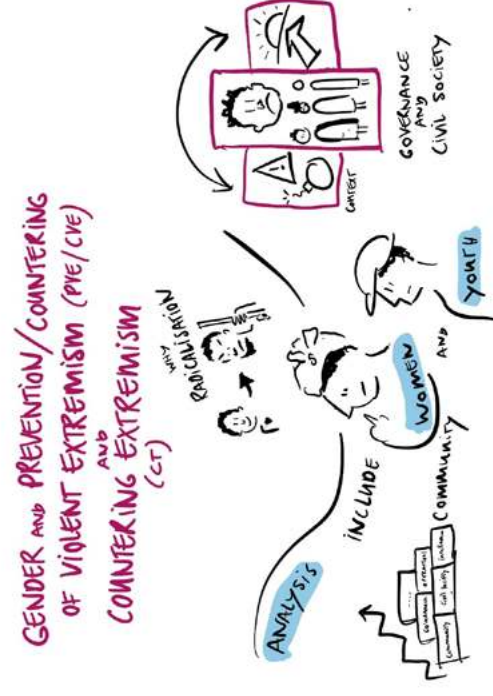 GENDER AND PREVENTION/COUNTERING
OF VIOLENT EXTREMISM (PVE/CVE)
AND
COUNTERING EXTREMISM
(CT)
ANALYSIS
WHY
RADICALISATION
INCLUDE
WOMEN
AND
YOUTH
COMMUNITY
COMMUNITY
CIVIL SOCIETY
CONTEXT
GOVERNANCE
AND
CIVIL SOCIETY